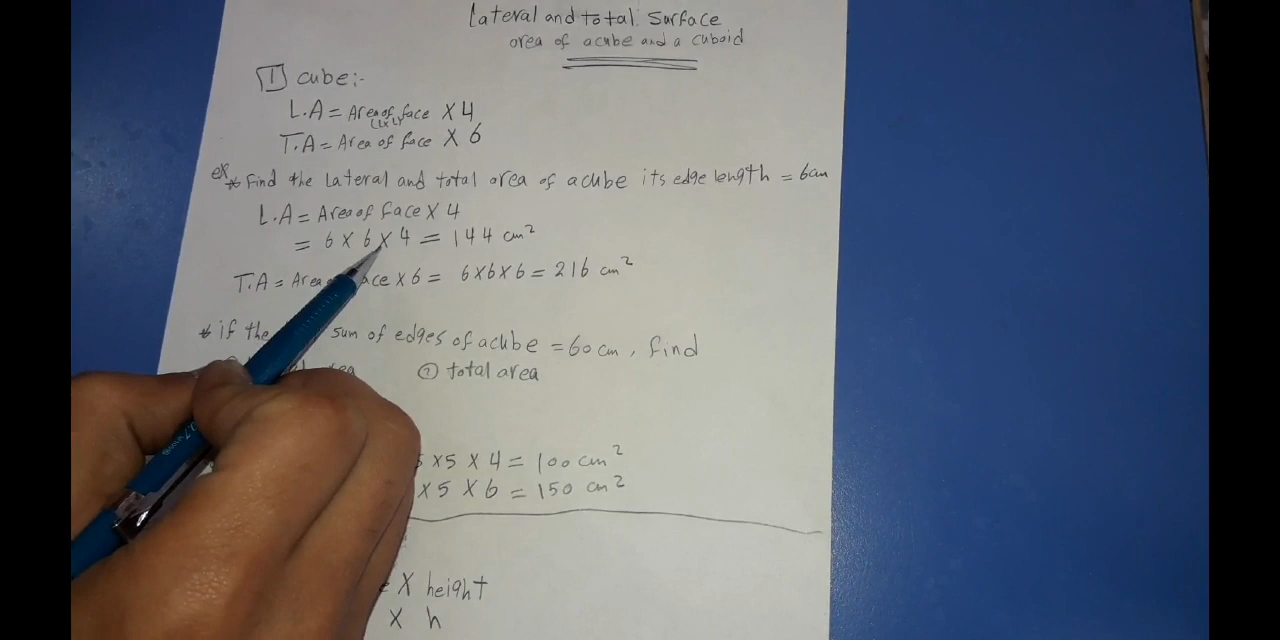 Lateral and total surface
area of a cube and a cuboid
1 cube:-
L.A = Area of face X 4
(L×L)
T.A = Area of face X 6
ex
* Find the Lateral and total area of a cube its edge length = 6cm
L.A = Area of face X 4
= 6 X 6 X 4 = 144 cm²
T.A = Area X 6 = 6X6X6 = 216 cm²
* if the sum of edges of a cube = 60 cm, find
② total area
X5 X 4 = 100 cm²
X5 X 6 = 150 cm²
X height
X h